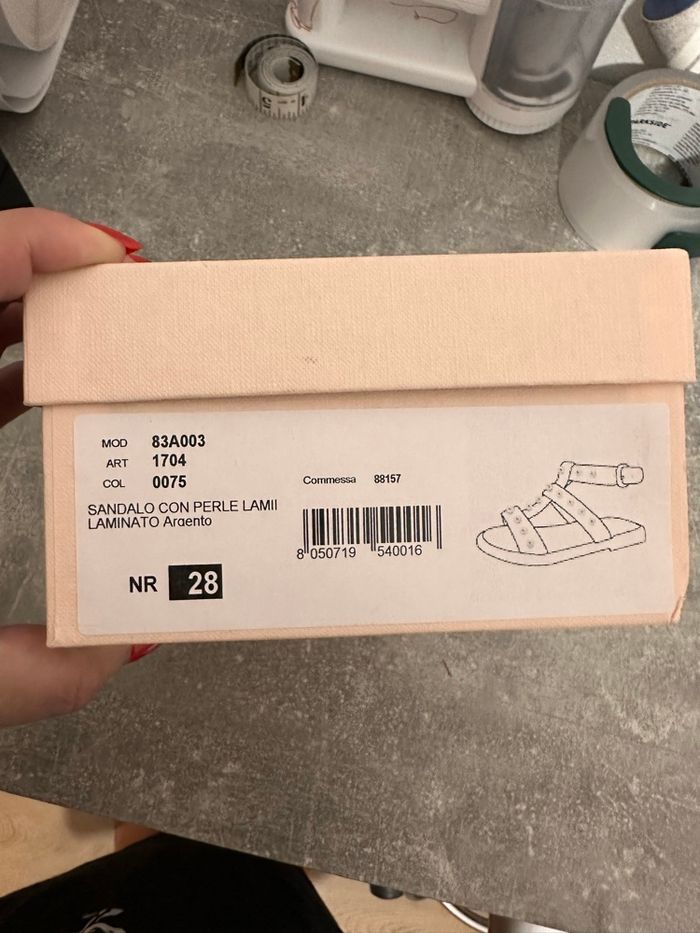 MOD 83A003
ART 1704
COL 0075
Commessa 88157
SANDALO CON PERLE LAMII
LAMINATO Argento
8 050719 540016
NR 28
PARKSIDE